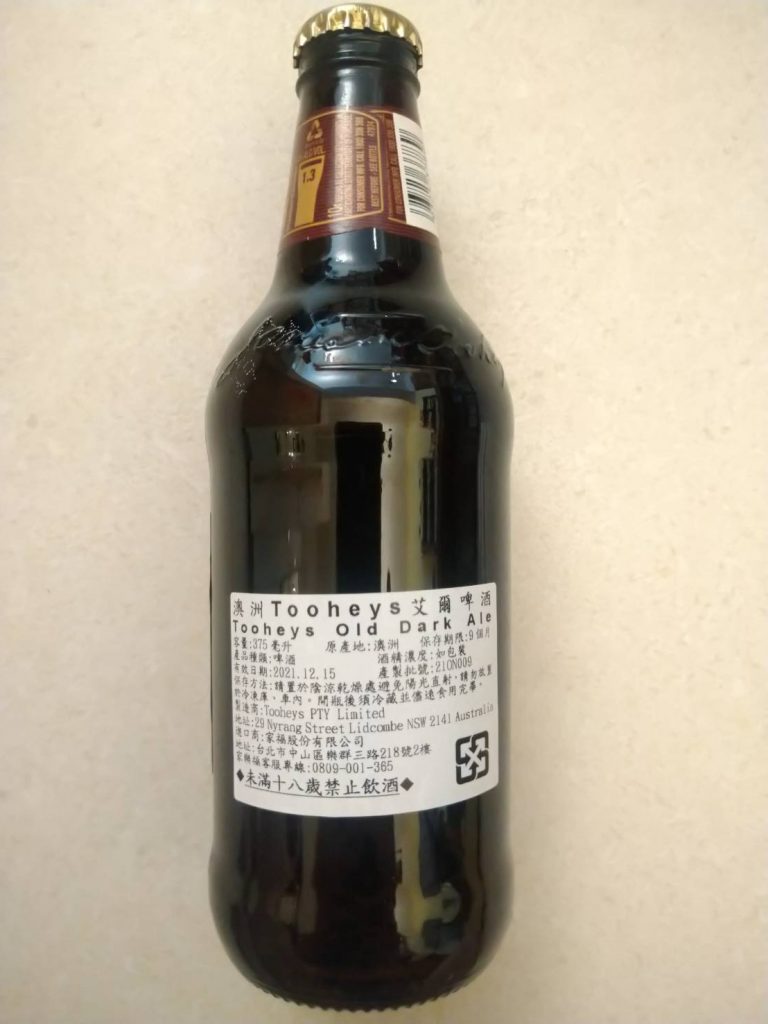 1.3
10¢
澳洲Tooheys艾爾啤酒
Tooheys Old Dark Ale
容量:375毫升 原產地:澳洲 保存期限:9個月
產品種類:啤酒 酒精濃度:如包裝
有效日期:2021.12.15 產製批號:21ON009
保存方法:請置於陰涼乾燥處避免陽光直射,請勿放置
於冷凍庫、車內。開瓶後須冷藏並儘速食用完畢。
製造商:Tooheys PTY Limited
地址:29 Nyrang Street Lidcombe NSW 2141 Australia
進口商:家福股份有限公司
地址:台北市中山區樂群三路218號2樓
家樂福客服專線:0809-001-365
◆未滿十八歲禁止飲酒◆